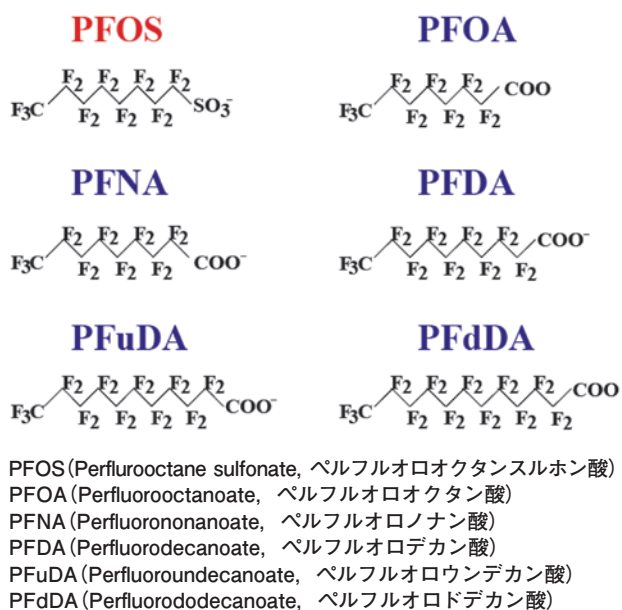 PFOS PFOA
F2 F2 F2 F2 F2 F2 F2
F3C SO3- F3C COO
F2 F2 F2 F2 F2 F2
PFNA PFDA
F2 F2 F2 F2 F2 F2 F2 F2
F3C COO- F3C COO-
F2 F2 F2 F2 F2 F2 F2
PFuDA PFdDA
F2 F2 F2 F2 F2 F2 F2 F2 F2 F2
F3C COO- F3C COO
F2 F2 F2 F2 F2 F2 F2 F2 F2
PFOS(Perflurooctane sulfonate, ペルフルオロオクタンスルホン酸)
PFOA(Perfluorooctanoate, ペルフルオロオクタン酸)
PFNA(Perfluorononanoate, ペルフルオロノナン酸)
PFDA(Perfluorodecanoate, ペルフルオロデカン酸)
PFuDA(Perfluoroundecanoate, ペルフルオロウンデカン酸)
PFdDA(Perfluorododecanoate, ペルフルオロドデカン酸)